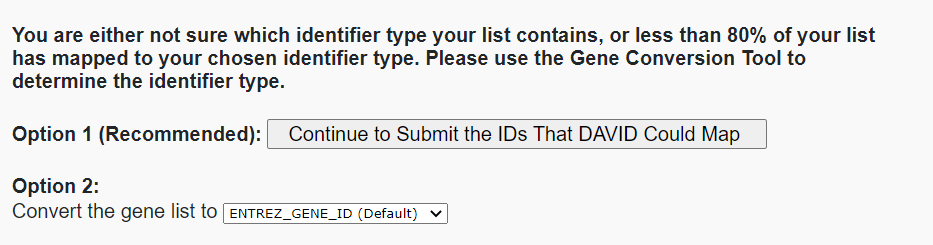 You are either not sure which identifier type your list contains, or less than 80% of your list
has mapped to your chosen identifier type. Please use the Gene Conversion Tool to
determine the identifier type.
Option 1 (Recommended): Continue to Submit the IDs That DAVID Could Map
Option 2:
Convert the gene list to ENTREZ_GENE_ID (Default)